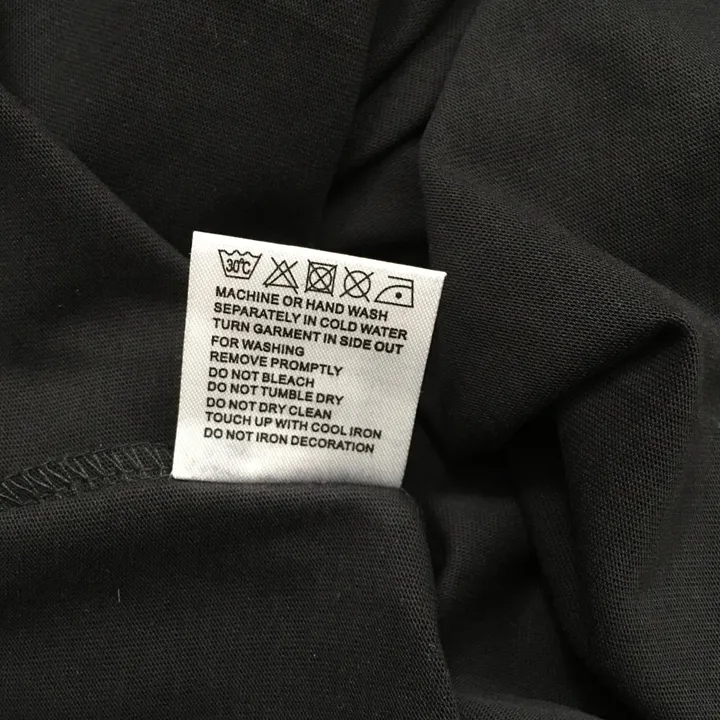 30°C
MACHINE OR HAND WASH
SEPARATELY IN COLD WATER
TURN GARMENT IN SIDE OUT
FOR WASHING
REMOVE PROMPTLY
DO NOT BLEACH
DO NOT TUMBLE DRY
DO NOT DRY CLEAN
TOUCH UP WITH COOL IRON
DO NOT IRON DECORATION